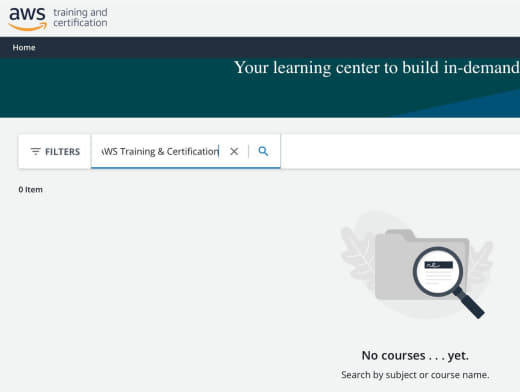 aws training and
certification
Home
Your learning center to build in-demand
FILTERS
WS Training & Certification
0 Item
No courses . . . yet.
Search by subject or course name.